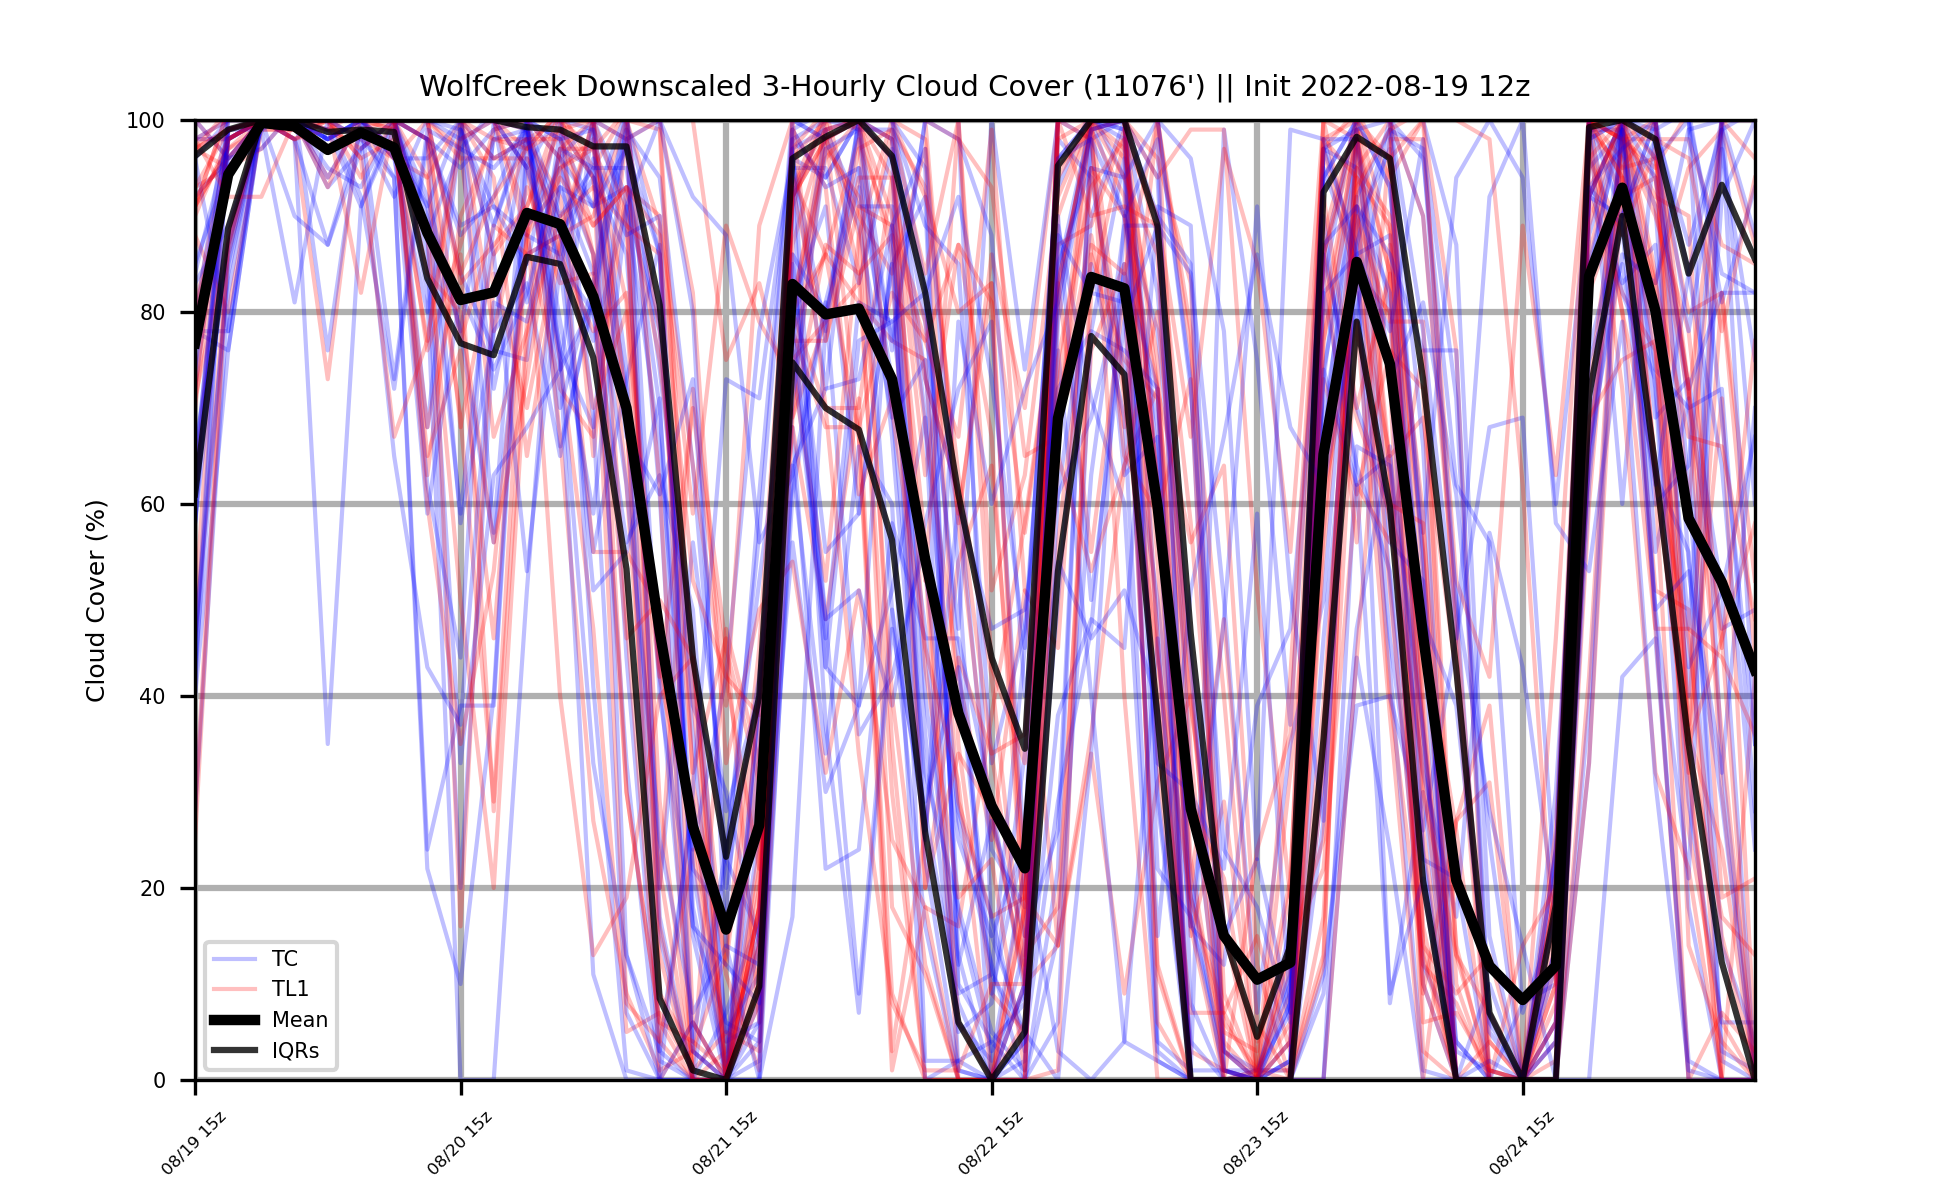 WolfCreek Downscaled 3-Hourly Cloud Cover (11076') || Init 2022-08-19 12z
Cloud Cover (%)
100
80
60
40
20
0
TC
TL1
Mean
IQRs
08/19 15z
08/20 15z
08/21 15z
08/22 15z
08/23 15z
08/24 15z